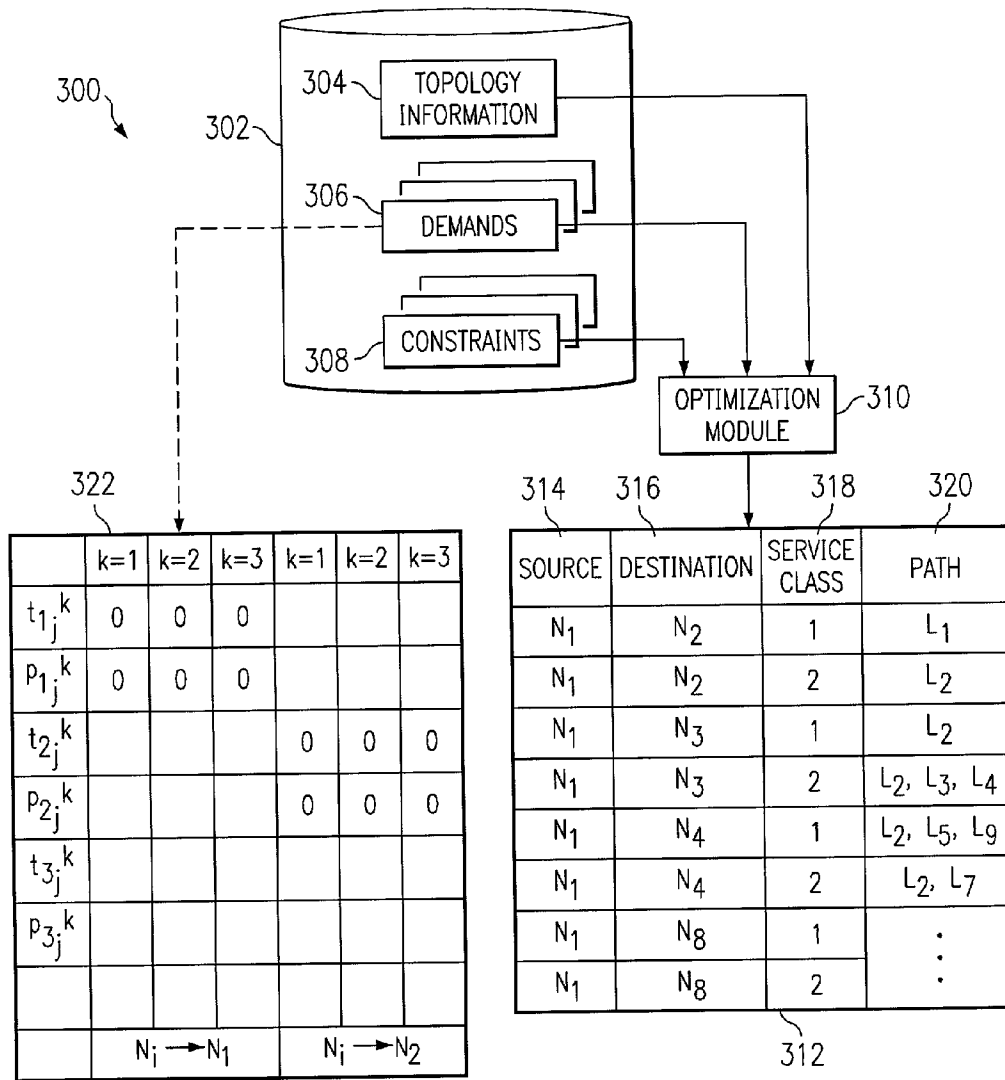 300
302
304
TOPOLOGY
INFORMATION
306
DEMANDS
308
CONSTRAINTS
OPTIMIZATION
MODULE
310
322
k=1 k=2 k=3 k=1 k=2 k=3
t1j^k 0 0 0
p1j^k 0 0 0
t2j^k 0 0 0
p2j^k 0 0 0
t3j^k
p3j^k
Ni → N1 Ni → N2
314 316 318 320
SOURCE DESTINATION SERVICE CLASS PATH
N1 N2 1 L1
N1 N2 2 L2
N1 N3 1 L2
N1 N3 2 L2, L3, L4
N1 N4 1 L2, L5, L9
N1 N4 2 L2, L7
N1 N8 1
N1 N8 2
312